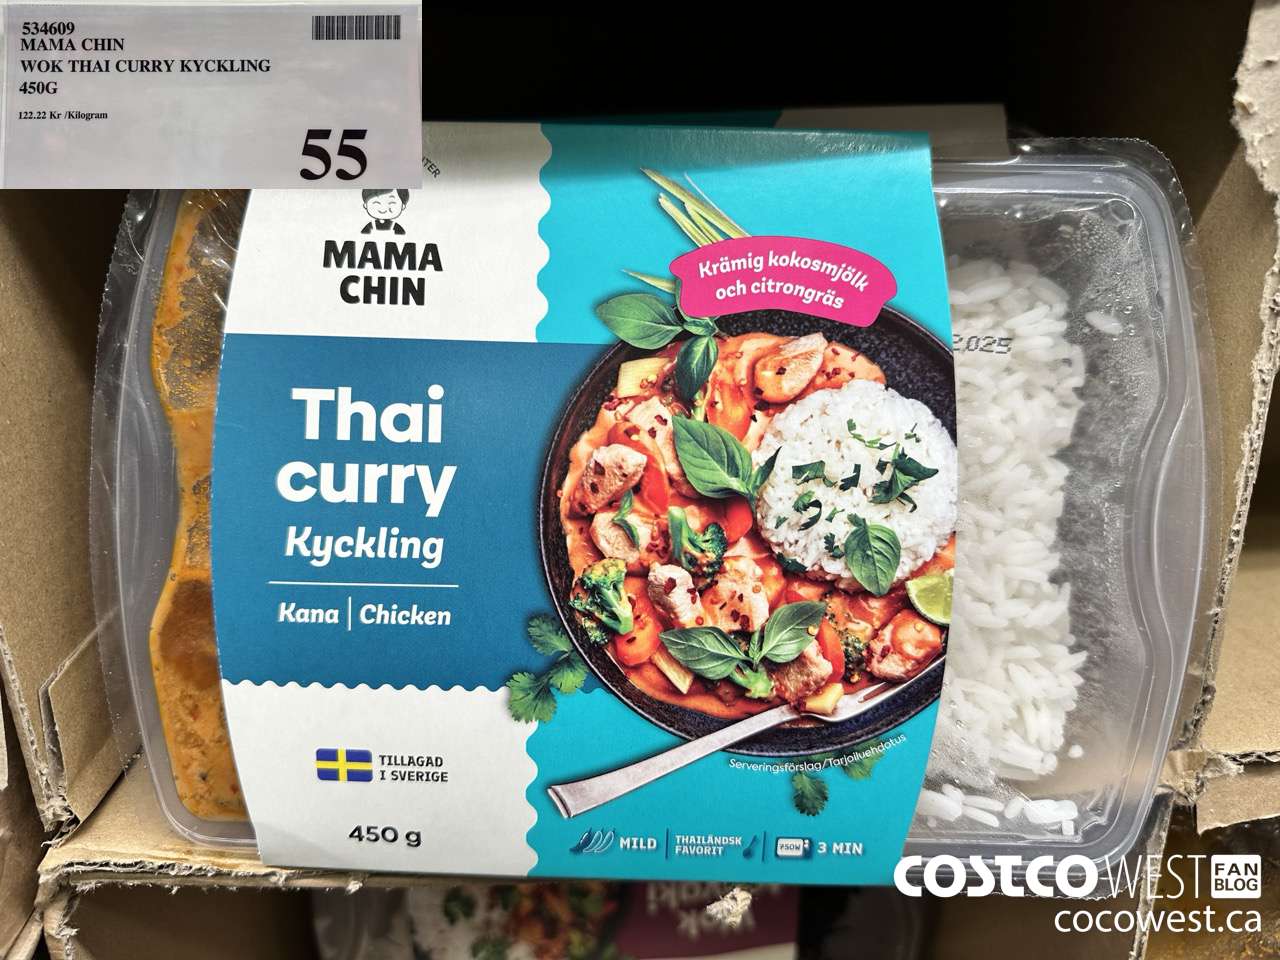 534609
MAMA CHIN
WOK THAI CURRY KYCKLING
450G
122.22 Kr /Kilogram
55
MAMA
CHIN
Krämig kokosmjölk
och citrongräs
2025
Thai
curry
Kyckling
Kana | Chicken
TILLAGAD
I SVERIGE
450 g
Serveringsförslag/Tarjoiluehdotus
MILD
THAILÄNDSK
FAVORIT
750W
3 MIN
COSTCO WEST FAN
BLOG
cocowest.ca